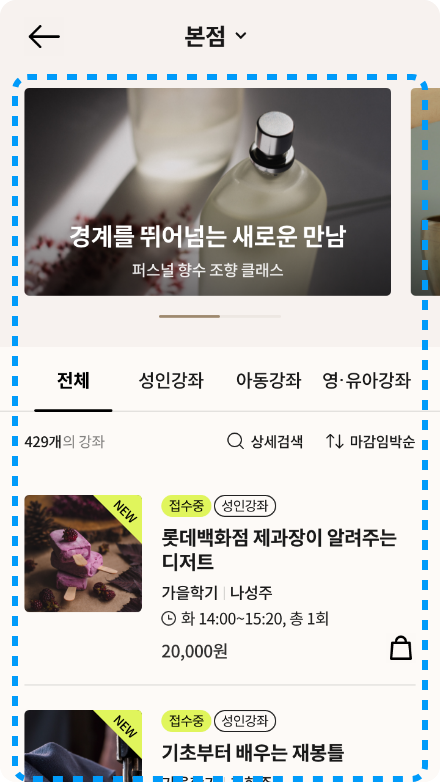 본점
경계를 뛰어넘는 새로운 만남
퍼스널 향수 조향 클래스
전체 성인강좌 아동강좌 영·유아강좌
429개의 강좌 상세검색 마감임박순
NEW
접수중 성인강좌
롯데백화점 제과장이 알려주는
디저트
가을학기 | 나성주
화 14:00~15:20, 총 1회
20,000원
NEW
접수중 성인강좌
기초부터 배우는 재봉틀